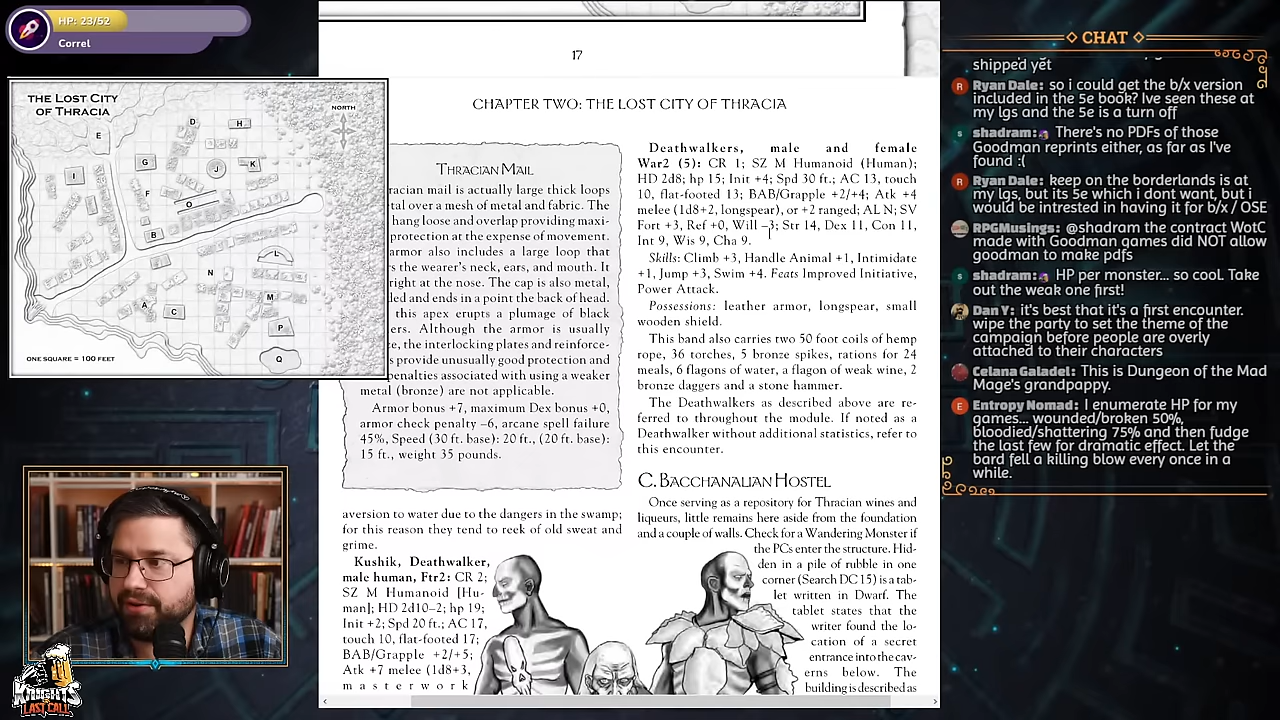 HP: 23/52
Correl
17
THE LOST CITY
OF THRACIA
NORTH
E
D
H
I
G
J
K
F
O
B
L
N
A
C
M
P
Q
ONE SQUARE = 100 FEET
CHAPTER TWO: THE LOST CITY OF THRACIA
THRACIAN MAIL
racian mail is actually large thick loops
tal over a mesh of metal and fabric. The
hang loose and overlap providing maxi-
protection at the expense of movement.
armor also includes a large loop that
s the wearer's neck, ears, and mouth. It
right at the nose. The cap is also metal
led and ends in a point the back of head.
this apex erupts a plumage of black
ers. Although the armor is usually
e, the interlocking plates and reinforce-
s provide unusually good protection and
penalties associated with using a weaker
metal (bronze) are not applicable.
Armor bonus +7, maximum Dex bonus +0,
armor check penalty –6, arcane spell failure
45%, Speed (30 ft. base): 20 ft., (20 ft. base):
15 ft., weight 35 pounds.
aversion to water due to the dangers in the swamp;
for this reason they tend to reek of old sweat and
grime.
Kushik, Deathwalker,
male human, Ftr2: CR 2;
SZ M Humanoid [Hu-
man]; HD 2d10–2; hp 19;
Init +2; Spd 20 ft.; AC 17,
touch 10, flat-footed 17;
BAB/Grapple +2/+5;
Atk +7 melee (1d8+3,
masterwork
Deathwalkers, male and female
War2 (5): CR 1; SZ M Humanoid (Human);
HD 2d8; hp 15; Init +4; Spd 30 ft.; AC 13, touch
10, flat-footed 13; BAB/Grapple +2/+4; Atk +4
melee (1d8+2, longspear), or +2 ranged; AL N; SV
Fort +3, Ref +0, Will –3; Str 14, Dex 11, Con 11,
Int 9, Wis 9, Cha 9.
Skills: Climb +3, Handle Animal +1, Intimidate
+1, Jump +3, Swim +4. Feats Improved Initiative,
Power Attack.
Possessions: leather armor, longspear, small
wooden shield.
This band also carries two 50 foot coils of hemp
rope, 36 torches, 5 bronze spikes, rations for 24
meals, 6 flagons of water, a flagon of weak wine, 2
bronze daggers and a stone hammer.
The Deathwalkers as described above are re-
ferred to throughout the module. If noted as a
Deathwalker without additional statistics, refer to
this encounter.
C. BACCHANALIAN HOSTEL
Once serving as a repository for Thracian wines and
liqueurs, little remains here aside from the foundation
and a couple of walls. Check for a Wandering Monster if
the PCs enter the structure. Hid-
den in a pile of rubble in one
corner (Search DC 15) is a tab-
let written in Dwarf. The
tablet states that the
writer found the lo-
cation of a secret
entrance into the cav-
erns below. The
building is described as
CHAT
shipped yet
R Ryan Dale: so i could get the b/x version
included in the 5e book? Ive seen these at
my lgs and the 5e is a turn off
s shadram: There's no PDFs of those
Goodman reprints either, as far as I've
found :(
R Ryan Dale: keep on the borderlands is at
my lgs, but its 5e which i dont want, but i
would be intrested in having it for b/x / OSE
RPGMusings: @shadram the contract WotC
made with Goodman games did NOT allow
goodman to make pdfs
s shadram: HP per monster... so cool. Take
out the weak one first!
Dan Y: it's best that it's a first encounter.
wipe the party to set the theme of the
campaign before people are overly
attached to their characters
Celana Galadel: This is Dungeon of the Mad
Mage's grandpappy.
E Entropy Nomad: I enumerate HP for my
games... wounded/broken 50%,
bloodied/shattering 75% and then fudge
the last few for dramatic effect. Let the
bard fell a killing blow every once in a
while.
KNIGHTS
LAST CALL